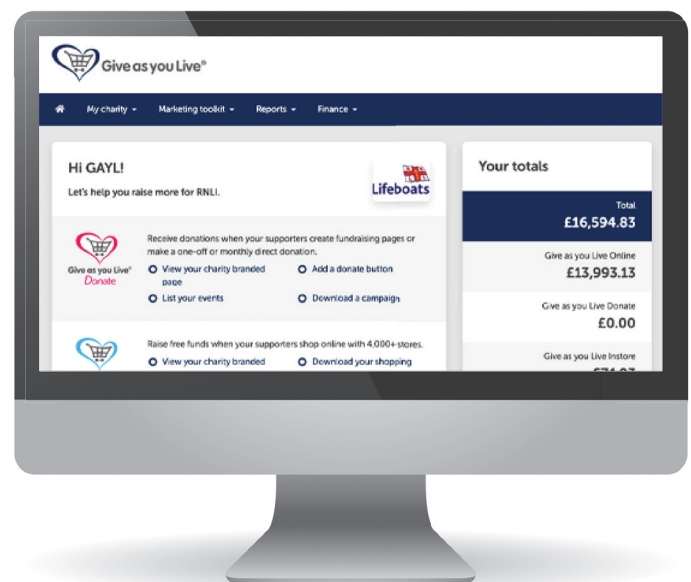 Give as you Live®
My charity
Marketing toolkit
Reports
Finance
Hi GAYL!
Let's help you raise more for RNLI.
Lifeboats
Give as you Live®
Donate
Receive donations when your supporters create fundraising pages or
make a one-off or monthly direct donation.
View your charity branded
page
Add a donate button
List your events
Download a campaign
Raise free funds when your supporters shop online with 4,000+ stores.
View your charity branded
Download your shopping
Your totals
Total
£16,594.83
Give as you Live Online
£13,993.13
Give as you Live Donate
£0.00
Give as you Live Instore